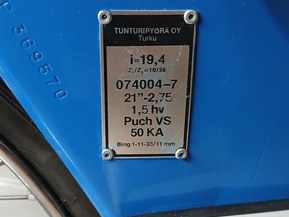 P 369570
TUNTURIPYÖRÄ OY
Turku
i=19,4
Z₁/Z₂=10/36
074004-7
21"-2,75
1,5 hv
Puch VS
50 KA
Bing 1-11-33/11 mm